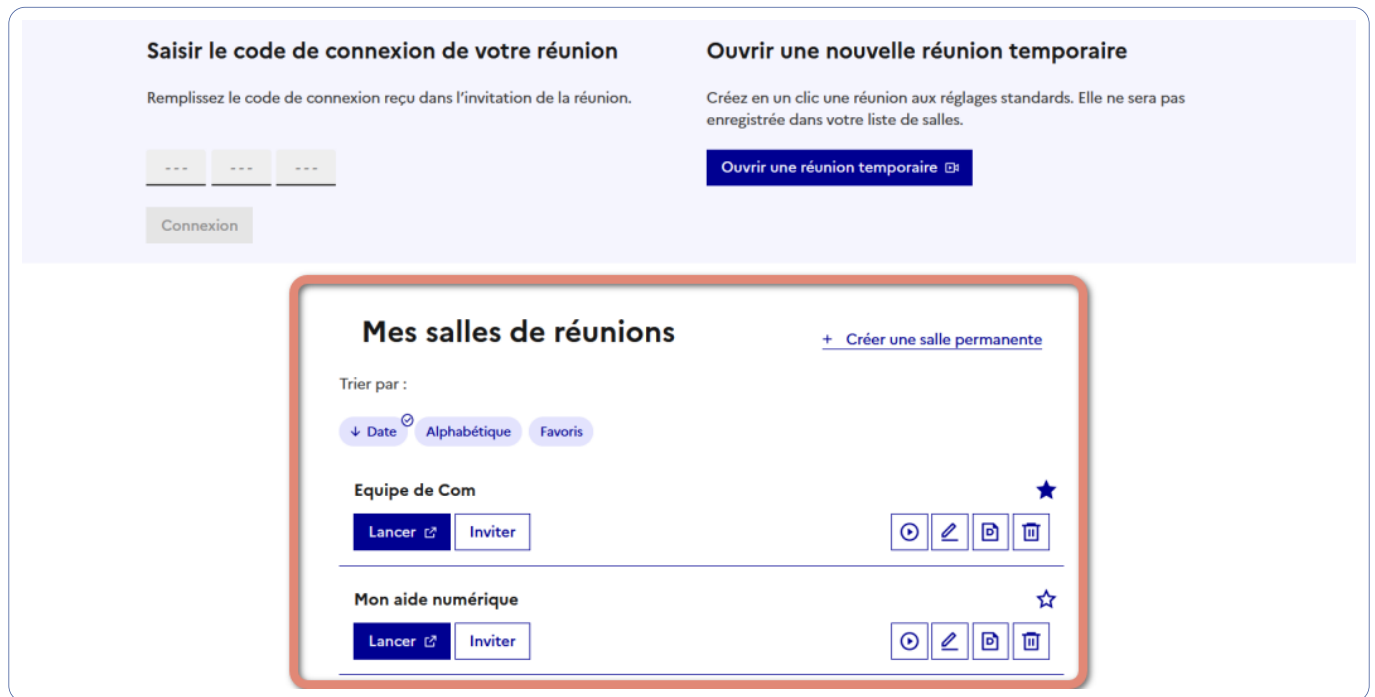 Saisir le code de connexion de votre réunion
Remplissez le code de connexion reçu dans l’invitation de la réunion.
--- --- ---
Connexion
Ouvrir une nouvelle réunion temporaire
Créez en un clic une réunion aux réglages standards. Elle ne sera pas
enregistrée dans votre liste de salles.
Ouvrir une réunion temporaire
Mes salles de réunions
+ Créer une salle permanente
Trier par :
↓ Date Alphabétique Favoris
Equipe de Com
Lancer Inviter
Mon aide numérique
Lancer Inviter